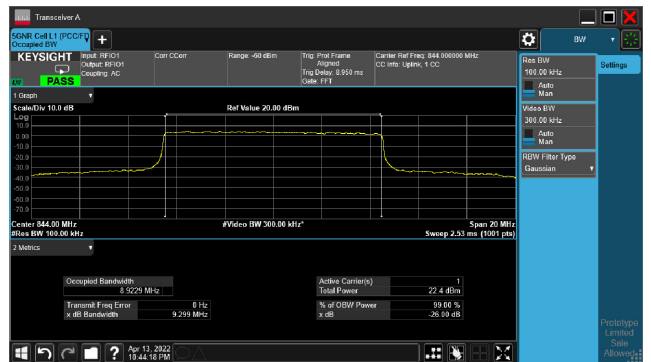 Transceiver A
5GNR Cell L1 (PCC/F
Occupied BW
BW
KEYSIGHT
PASS
Input: RFIO1
Output: RFIO1
Coupling: AC
Corr CCorr
Range: -60 dBm
Trig: Prot Frame
Aligned
Trig Delay: 8.950 ms
Gate: FFT
Carrier Ref Freq: 844.000000 MHz
CC Info: Uplink, 1 CC
Res BW
100.00 kHz
Auto
Man
Video BW
300.00 kHz
Auto
Man
RBW Filter Type
Gaussian
Settings
1 Graph
Scale/Div 10.0 dB
Ref Value 20.00 dBm
Log
10.0
0.00
-10.0
-20.0
-30.0
-40.0
-50.0
-60.0
-70.0
Center 844.00 MHz
#Video BW 300.00 kHz*
Span 20 MHz
#Res BW 100.00 kHz
Sweep 2.53 ms (1001 pts)
2 Metrics
Occupied Bandwidth
8.9229 MHz
Active Carrier(s) 1
Total Power 22.4 dBm
Transmit Freq Error 0 Hz
x dB Bandwidth 9.299 MHz
% of OBW Power 99.00 %
x dB -26.00 dB
Apr 13, 2022
10:44:18 PM
Prototype
Limited
Sale
Allowed